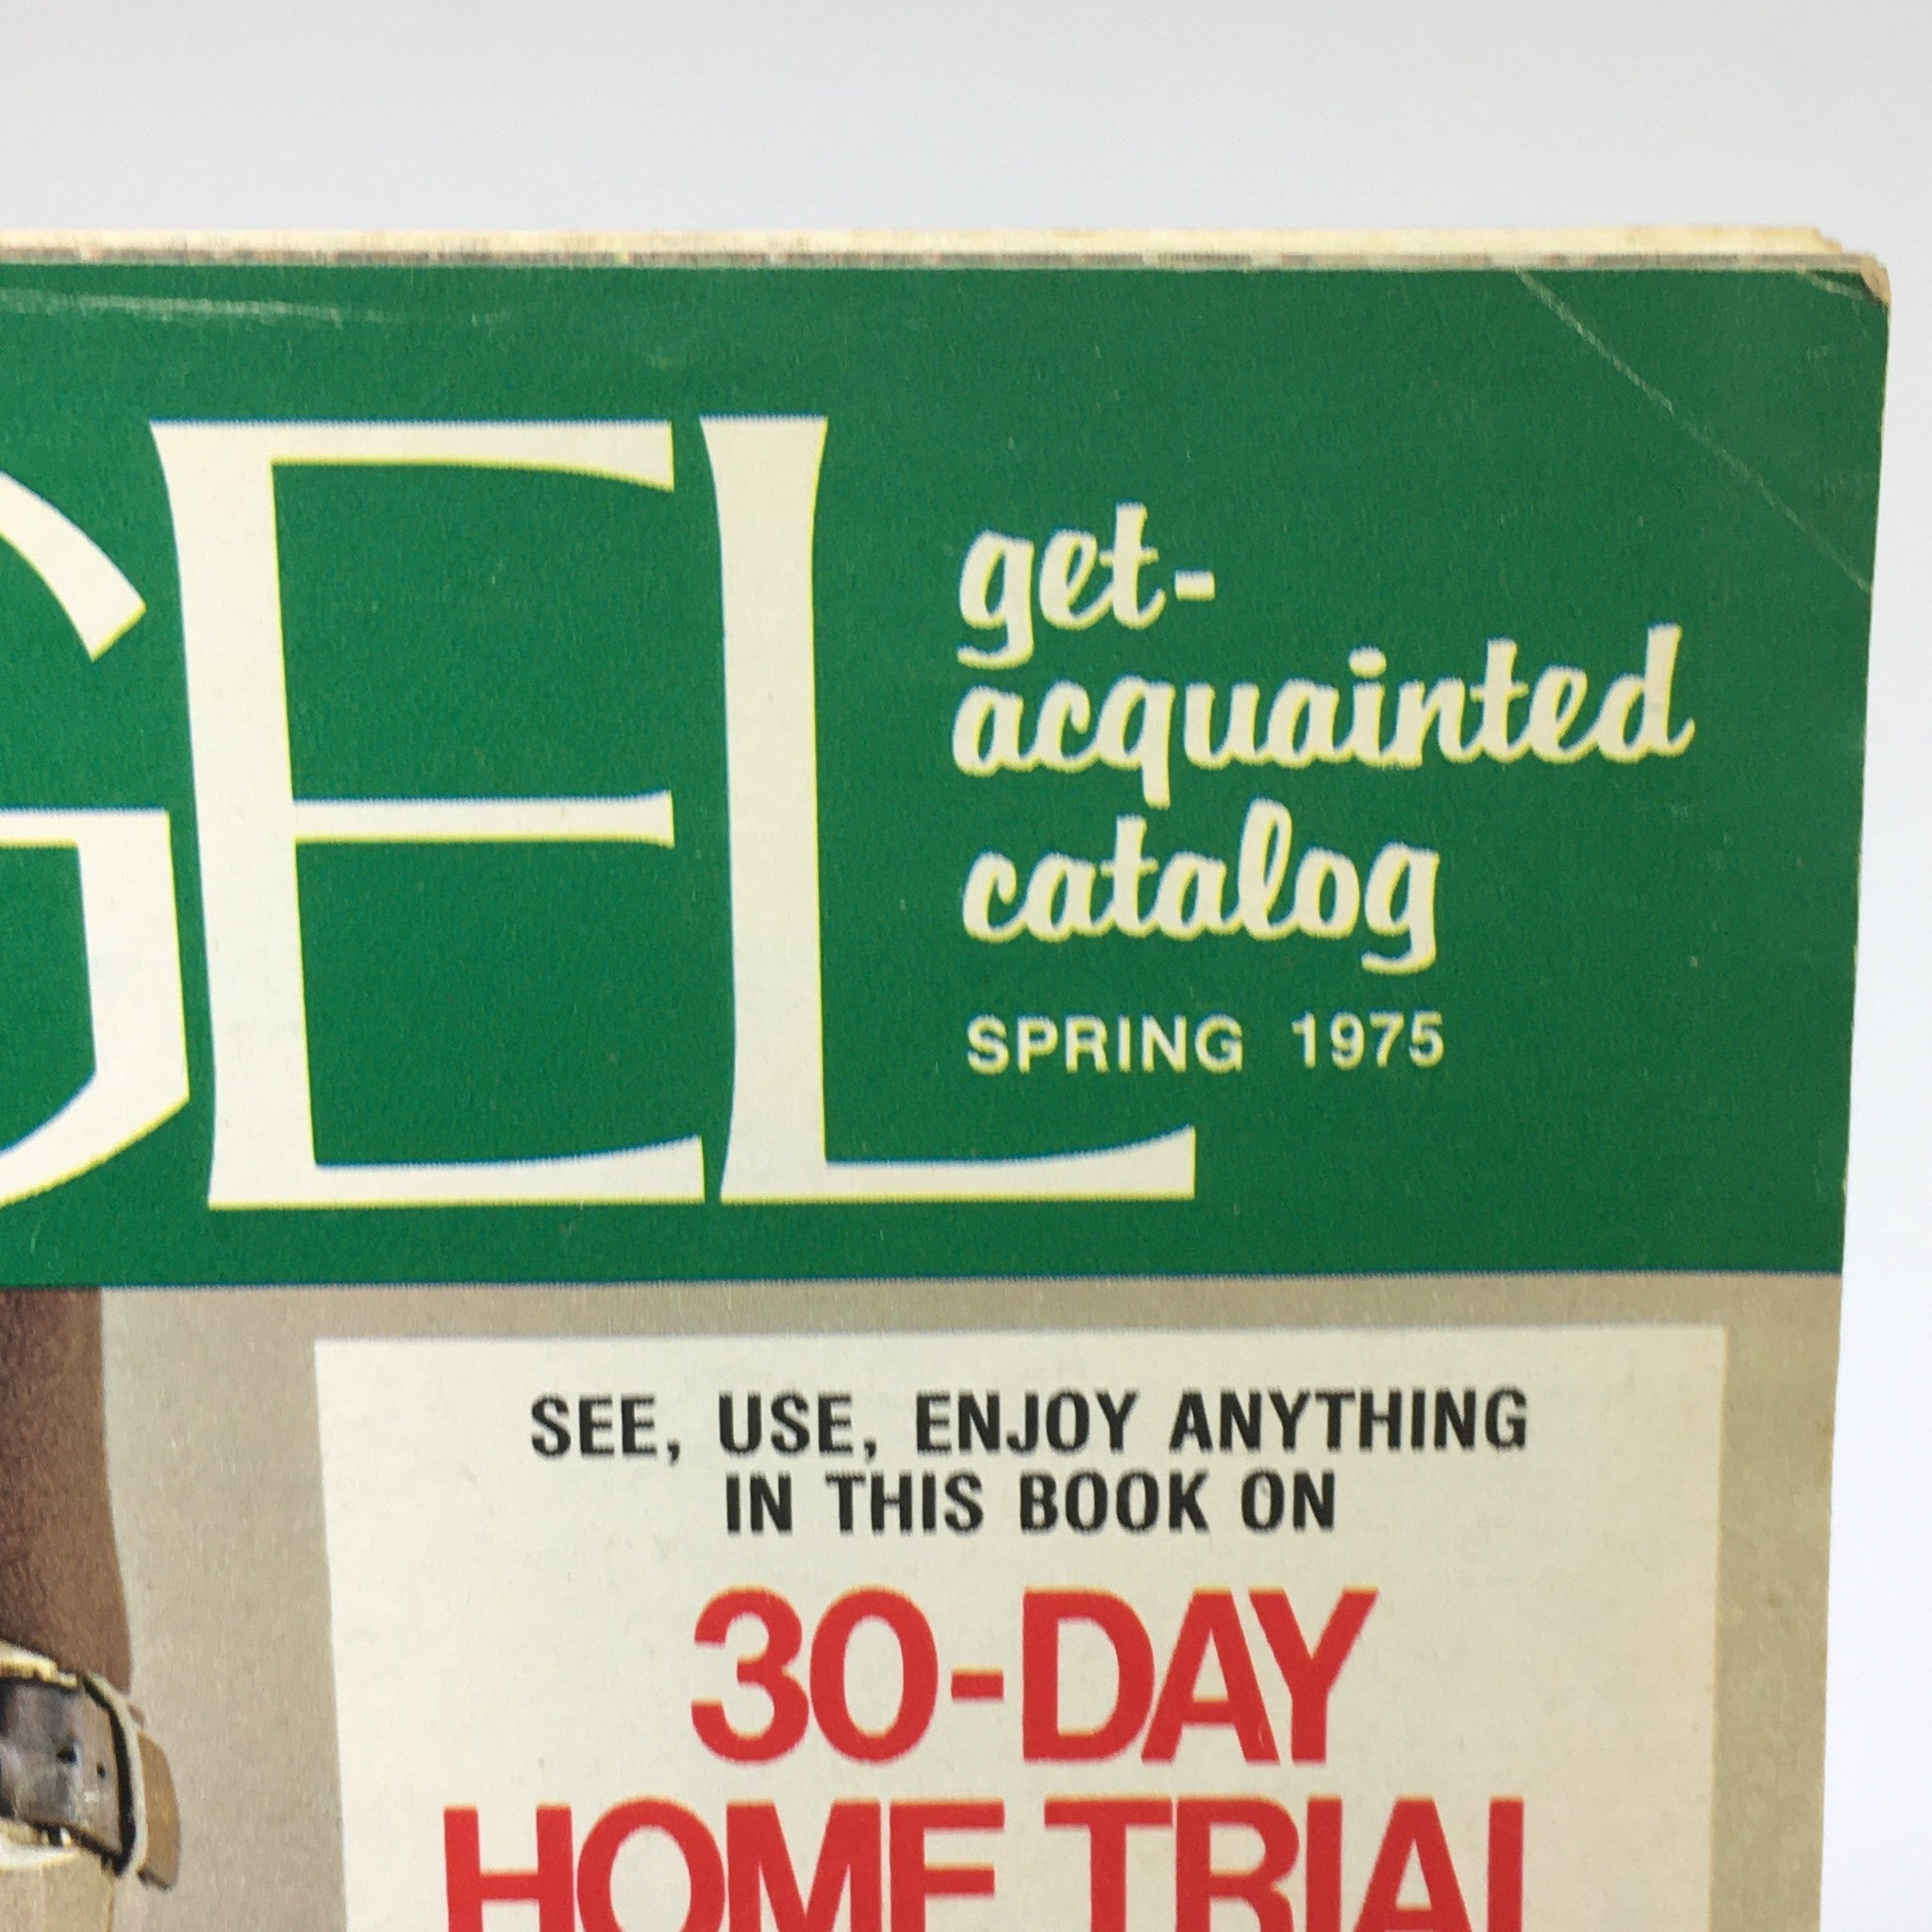 GEL
get-
acquainted
catalog
SPRING 1975
SEE, USE, ENJOY ANYTHING
IN THIS BOOK ON
30-DAY
HOME TRIAL